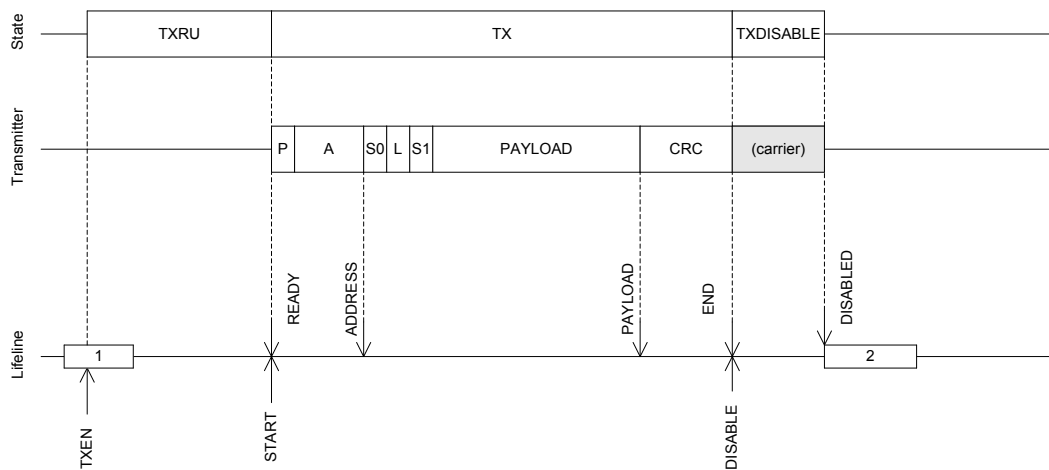 State
TXRU
TX
TXDISABLE
Transmitter
P
A
S0
L
S1
PAYLOAD
CRC
(carrier)
READY
ADDRESS
PAYLOAD
END
DISABLED
Lifeline
1
2
TXEN
START
DISABLE